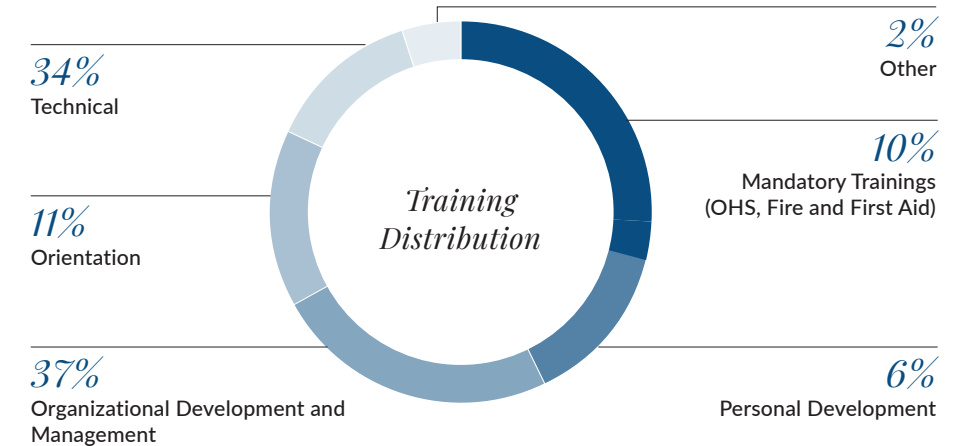 34%
Technical
11%
Orientation
37%
Organizational Development and
Management
Training
Distribution
2%
Other
10%
Mandatory Trainings
(OHS, Fire and First Aid)
6%
Personal Development